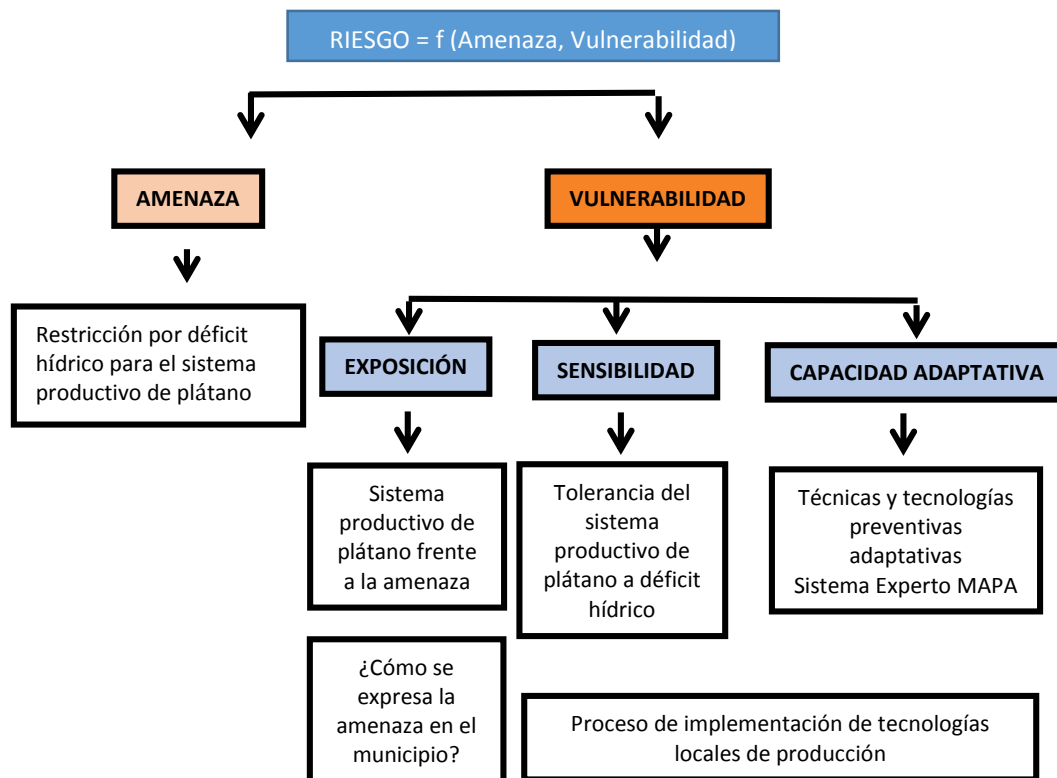 RIESGO = f (Amenaza, Vulnerabilidad)
AMENAZA
VULNERABILIDAD
Restricción por déficit
hídrico para el sistema
productivo de plátano
EXPOSICIÓN
SENSIBILIDAD
CAPACIDAD ADAPTATIVA
Sistema
productivo de
plátano frente
a la amenaza
Tolerancia del
sistema
productivo de
plátano a déficit
hídrico
Técnicas y tecnologías
preventivas
adaptativas
Sistema Experto MAPA
¿Cómo se
expresa la
amenaza en el
municipio?
Proceso de implementación de tecnologías
locales de producción